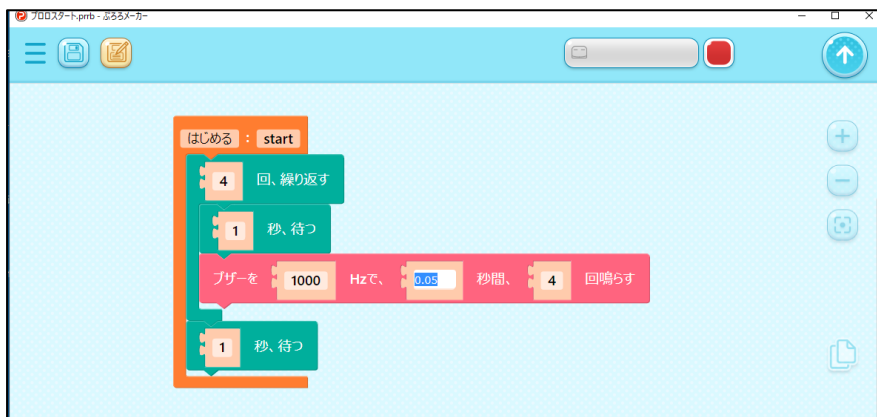 プロロスタート.prrb - ぷろろメーカー
はじめる : start
4 回、繰り返す
1 秒、待つ
ブザーを 1000 Hzで、 0.05 秒間、 4 回鳴らす
1 秒、待つ